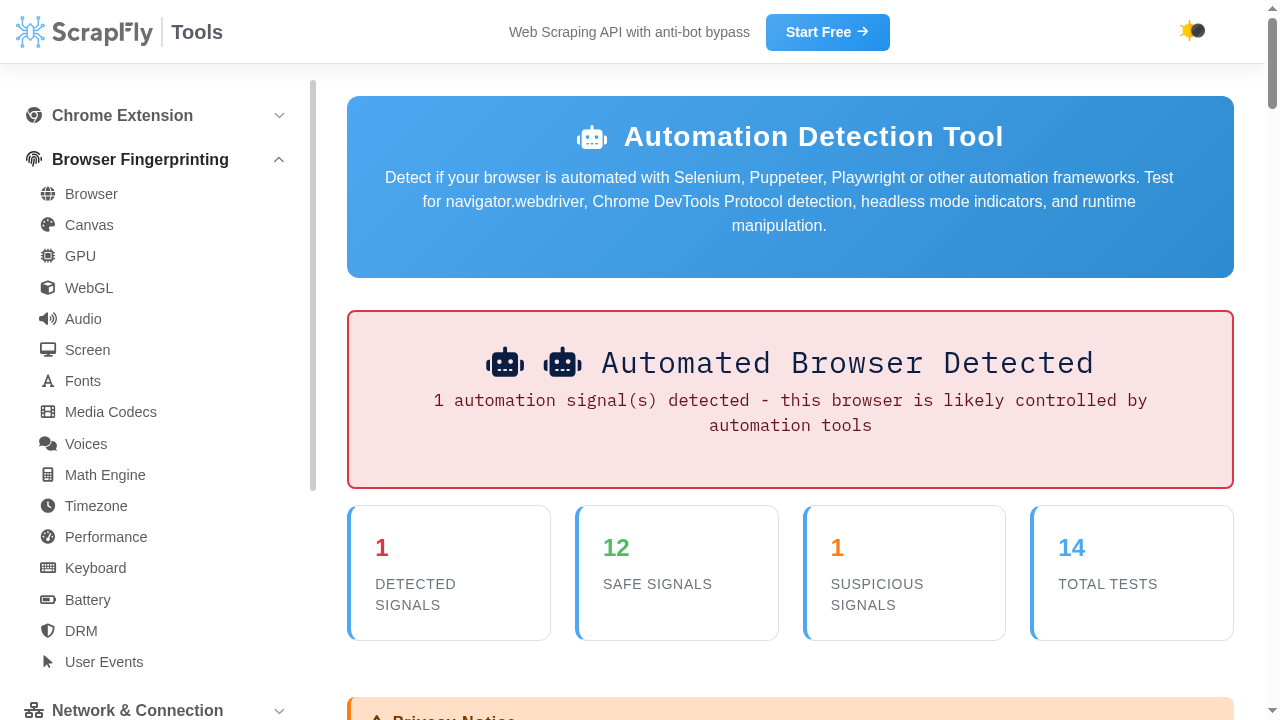 ScrapFly Tools
Web Scraping API with anti-bot bypass
Start Free
Chrome Extension
Browser Fingerprinting
Browser
Canvas
GPU
WebGL
Audio
Screen
Fonts
Media Codecs
Voices
Math Engine
Timezone
Performance
Keyboard
Battery
DRM
User Events
Network & Connection
Automation Detection Tool
Detect if your browser is automated with Selenium, Puppeteer, Playwright or other automation frameworks. Test
for navigator.webdriver, Chrome DevTools Protocol detection, headless mode indicators, and runtime
manipulation.
Automated Browser Detected
1 automation signal(s) detected - this browser is likely controlled by
automation tools
1
DETECTED
SIGNALS
12
SAFE SIGNALS
1
SUSPICIOUS
SIGNALS
14
TOTAL TESTS
Privacy Notice